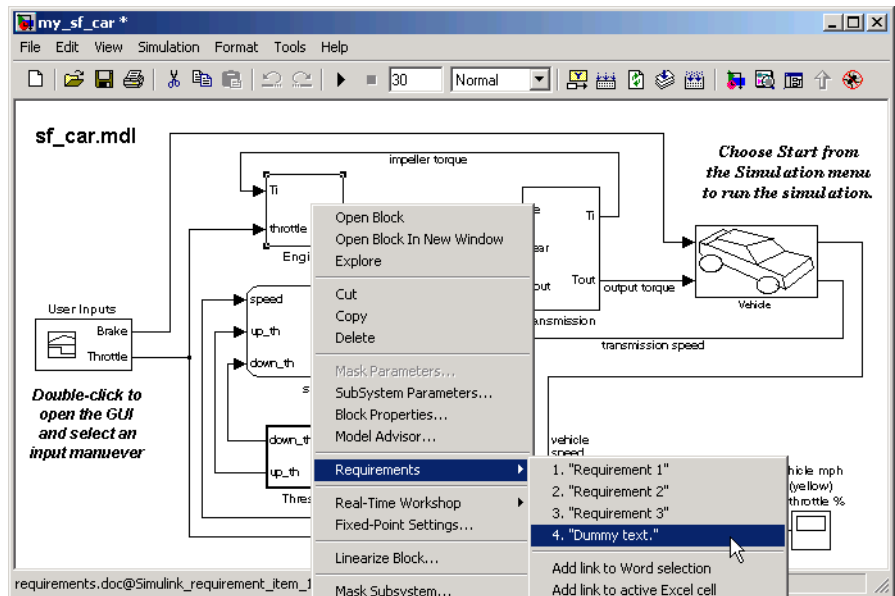 my_sf_car *
File Edit View Simulation Format Tools Help
30 Normal
sf_car.mdl
impeller torque
Choose Start from
the Simulation menu
to run the simulation.
Ti
throttle
Engi
Ti
Tout
output torque
Vehicle
transmission speed
User Inputs
Brake
Throttle
Double-click to
open the GUI
and select an
input manuever
speed
up_th
down_th
s
down_th
up_th
Thres
Open Block
Open Block In New Window
Explore
Cut
Copy
Delete
Mask Parameters...
SubSystem Parameters...
Block Properties...
Model Advisor...
Requirements
Real-Time Workshop
Fixed-Point Settings...
Linearize Block...
Mask Subsystem...
ear
out
ansmission
vehicle
speed
1. "Requirement 1"
2. "Requirement 2"
3. "Requirement 3"
4. "Dummy text."
Add link to Word selection
Add link to active Excel cell
hicle mph
(yellow)
throttle %
requirements.doc@Simulink_requirement_item_1